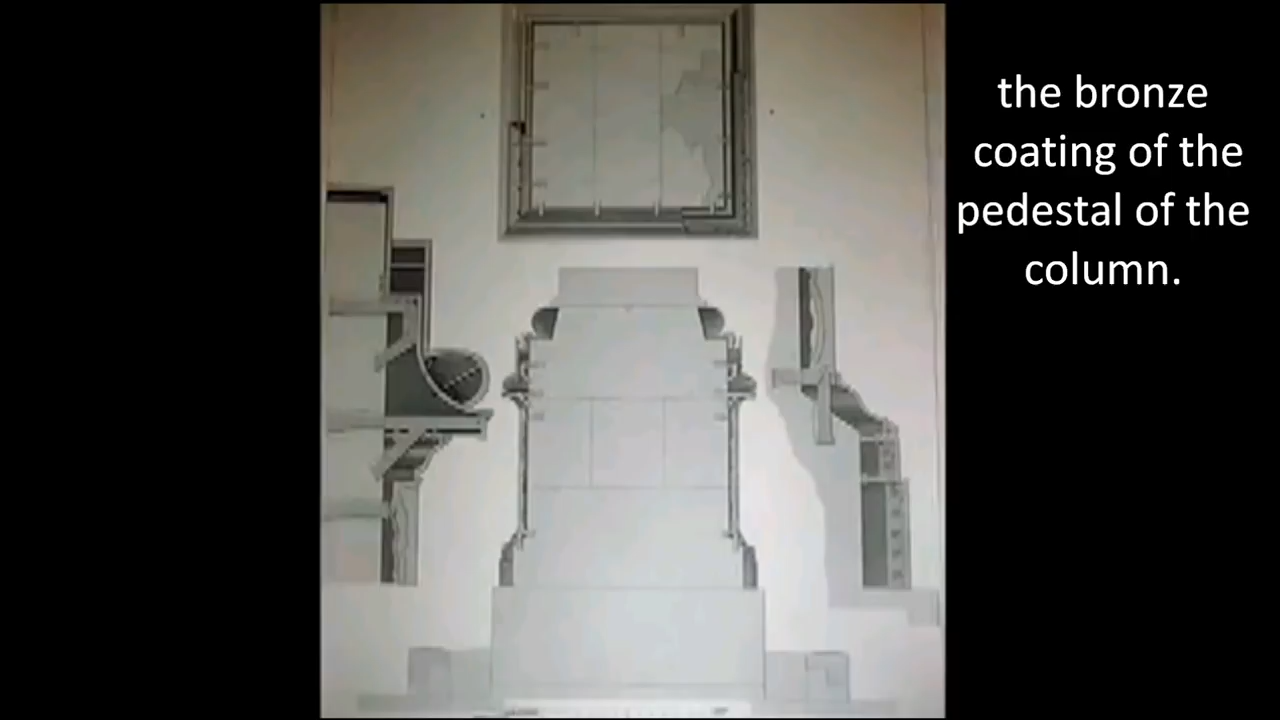 the bronze
coating of the
pedestal of the
column.